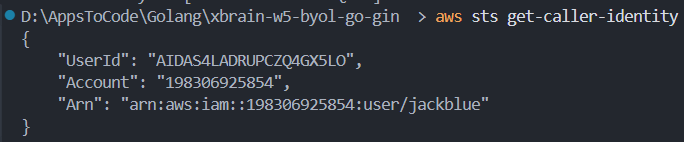 D:\AppsToCode\Golang\xbrain-w5-byol-go-gin > aws sts get-caller-identity
{
    "UserId": "AIDAS4LADRUPCZQ4GX5LO",
    "Account": "198306925854",
    "Arn": "arn:aws:iam::198306925854:user/jackblue"
}